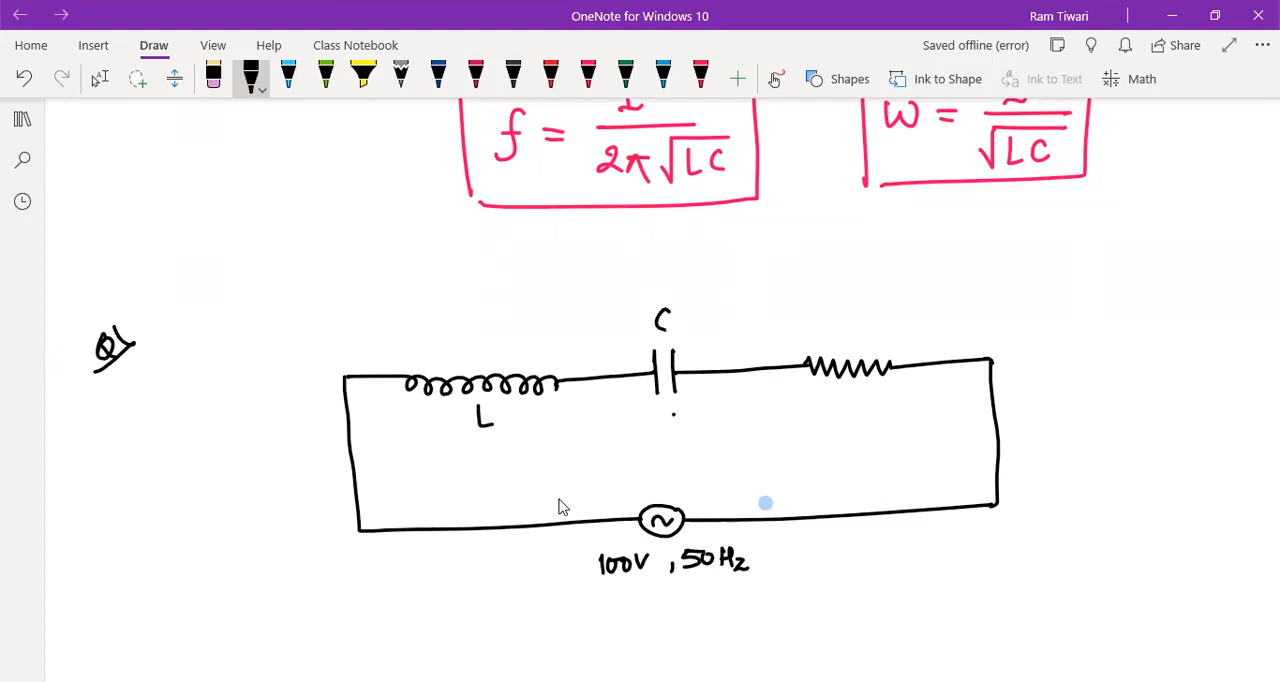 OneNote for Windows 10
Ram Tiwari
Home Insert Draw View Help Class Notebook
Saved offline (error)
Share
Shapes
Ink to Shape
Ink to Text
Math
f = 1/2π√LC
ω = /√LC
Q)
C
L
100V , 50Hz